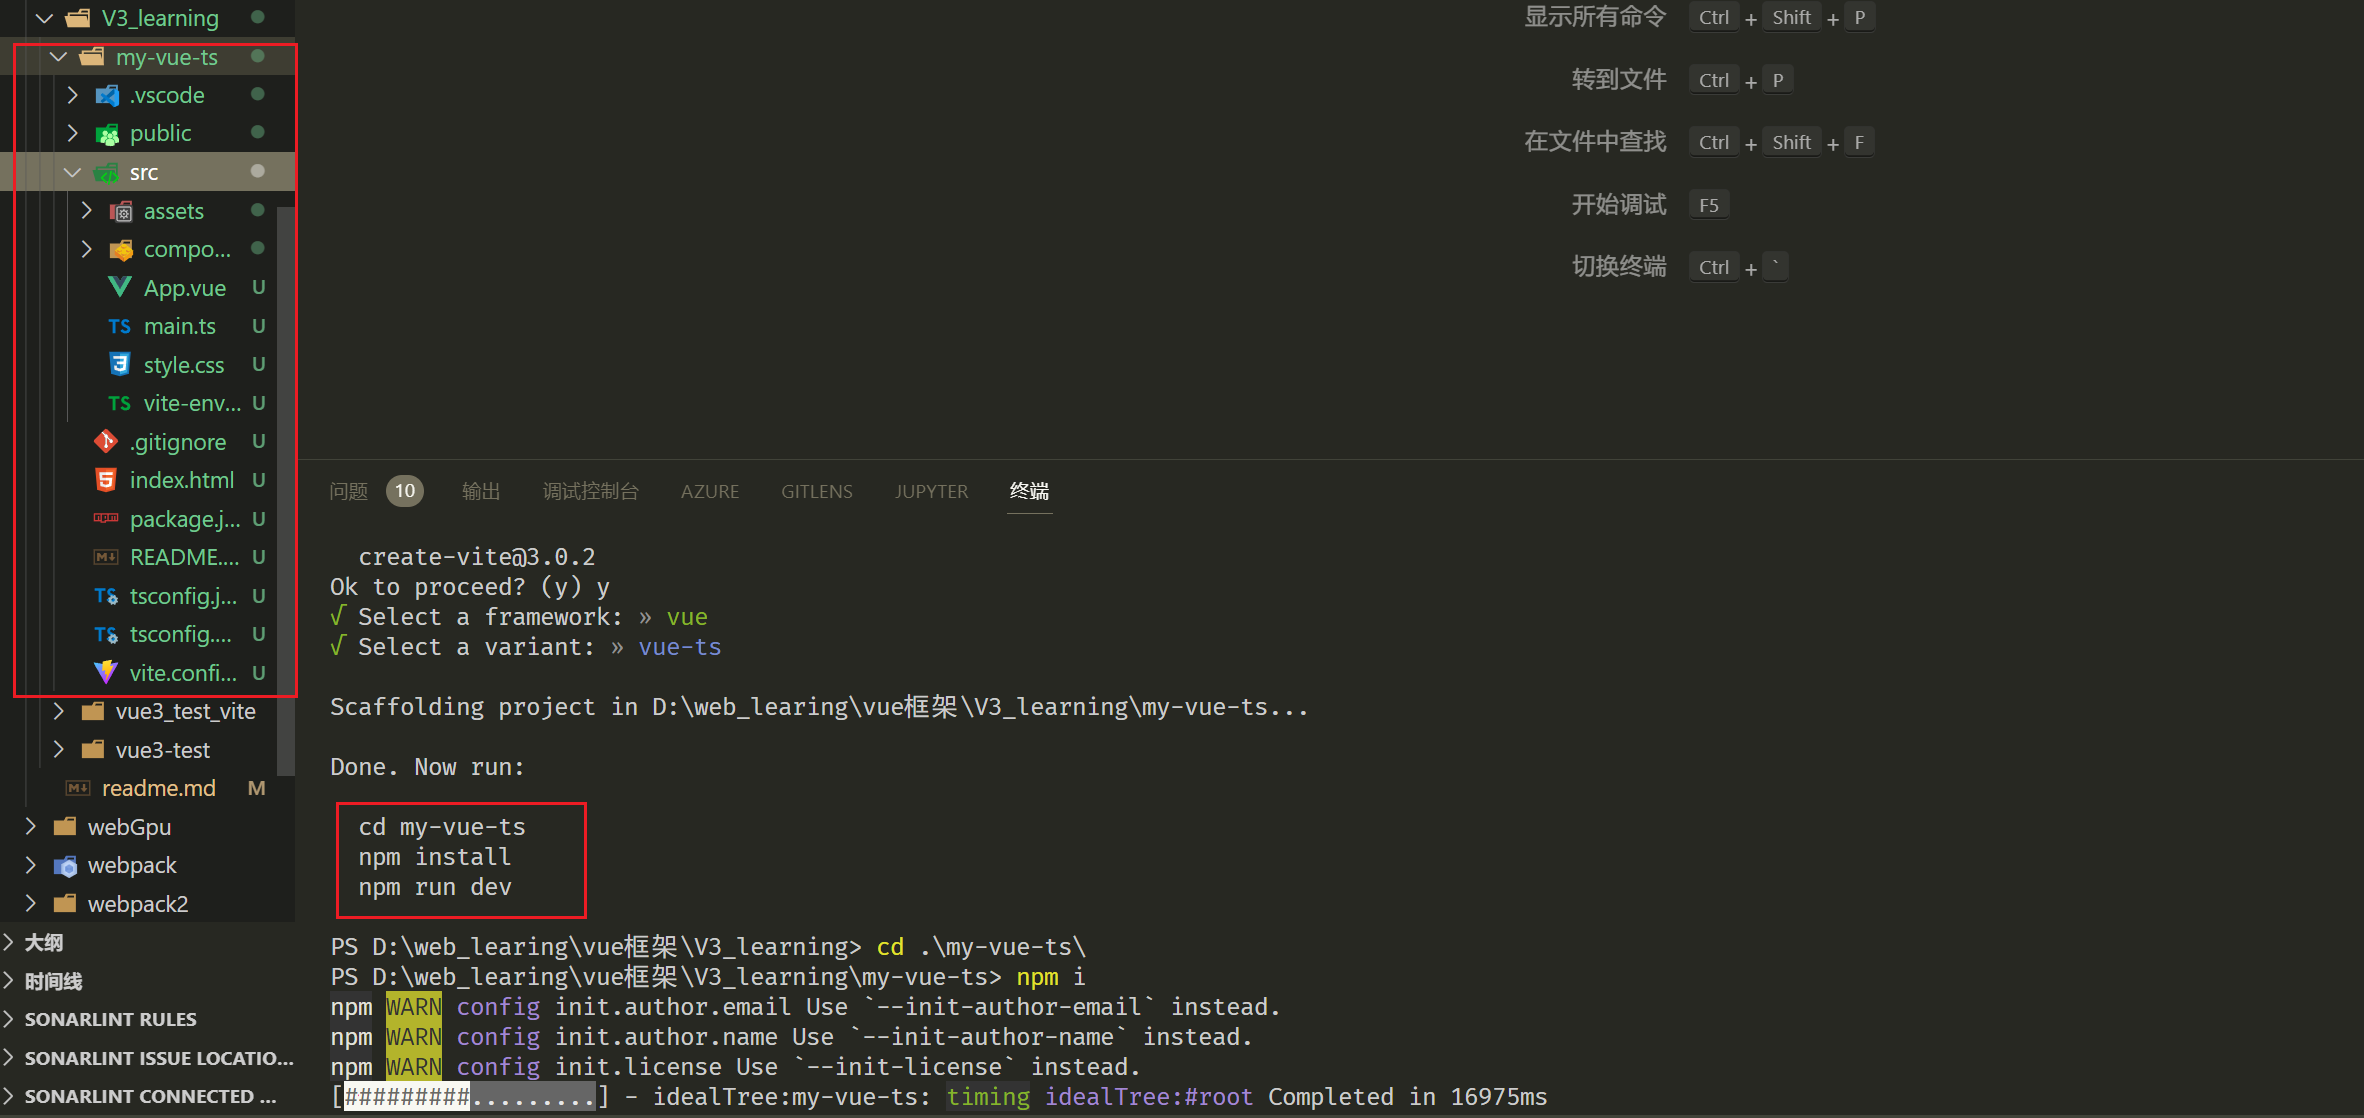 V3_learning
my-vue-ts
.vscode
public
src
assets
compo...
App.vue U
main.ts U
style.css U
vite-env... U
.gitignore U
index.html U
package.j... U
README.... U
tsconfig.j... U
tsconfig.... U
vite.confi... U
vue3_test_vite
vue3-test
readme.md M
webGpu
webpack
webpack2
大纲
时间线
SONARLINT RULES
SONARLINT ISSUE LOCATIO...
SONARLINT CONNECTED ...
显示所有命令 Ctrl + Shift + P
转到文件 Ctrl + P
在文件中查找 Ctrl + Shift + F
开始调试 F5
切换终端 Ctrl + `
问题 10 输出 调试控制台 AZURE GITLENS JUPYTER 终端
create-vite@3.0.2
Ok to proceed? (y) y
√ Select a framework: » vue
√ Select a variant: » vue-ts
Scaffolding project in D:\web_learing\vue框架\V3_learning\my-vue-ts...
Done. Now run:
cd my-vue-ts
npm install
npm run dev
PS D:\web_learing\vue框架\V3_learning> cd .\my-vue-ts\
PS D:\web_learing\vue框架\V3_learning\my-vue-ts> npm i
npm WARN config init.author.email Use `--init-author-email` instead.
npm WARN config init.author.name Use `--init-author-name` instead.
npm WARN config init.license Use `--init-license` instead.
[#########.........] - idealTree:my-vue-ts: timing idealTree:#root Completed in 16975ms